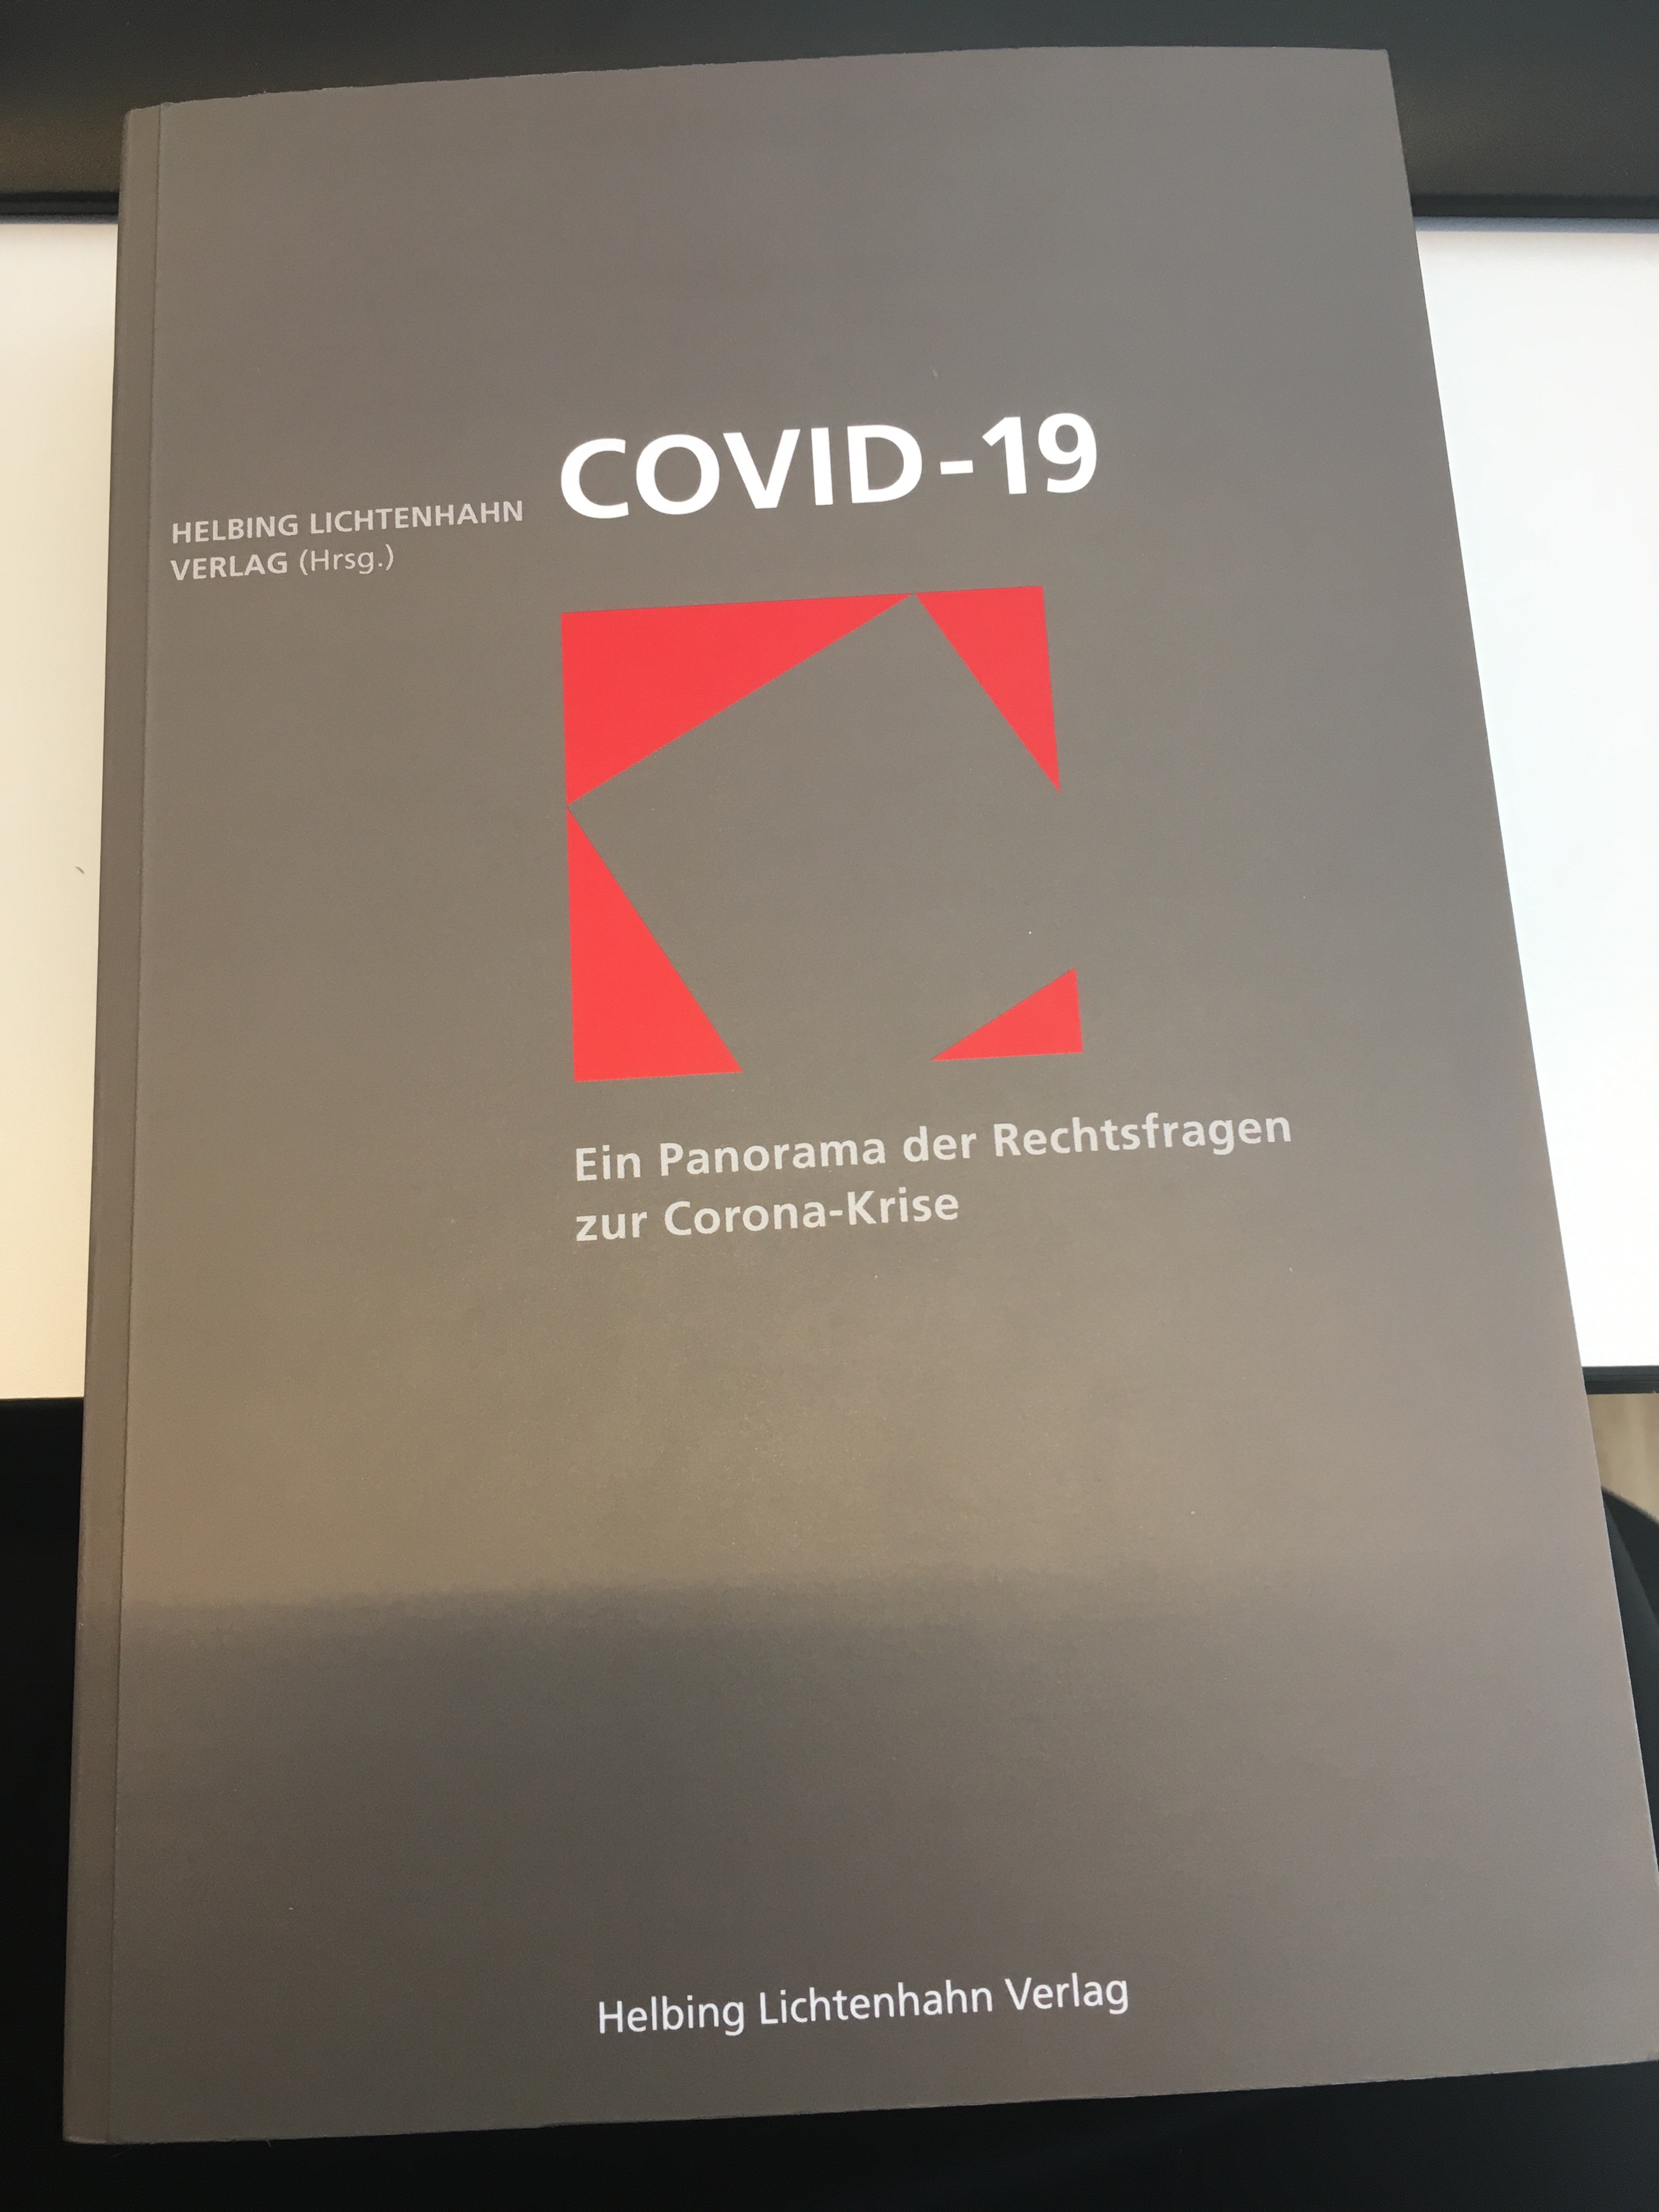 COVID-19
HELBING LICHTENHAHN
VERLAG (Hrsg.)
Ein Panorama der Rechtsfragen
zur Corona-Krise
Helbing Lichtenhahn Verlag